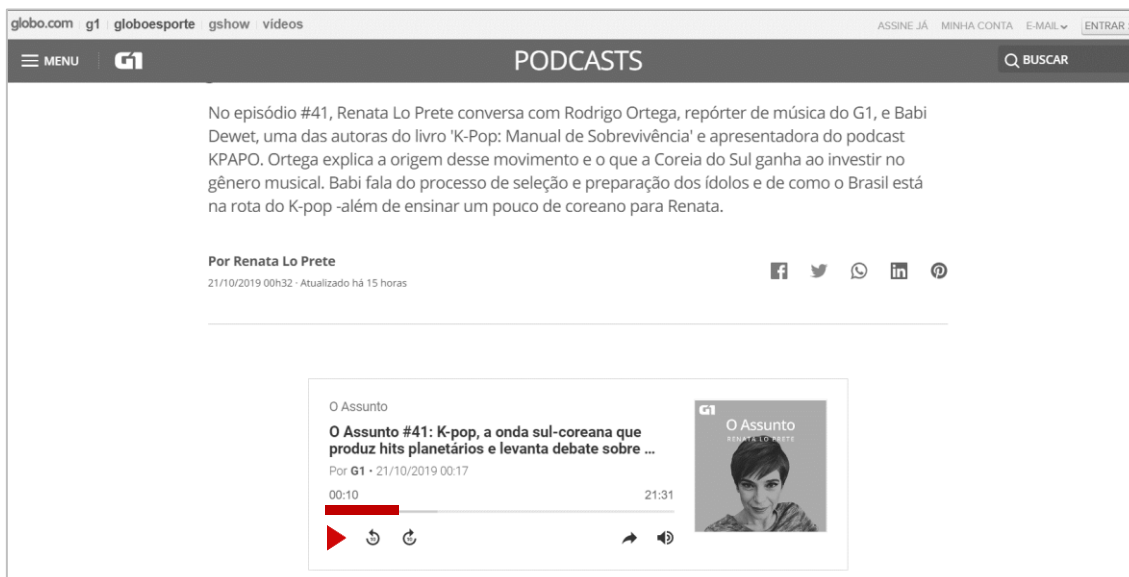 globo.com g1 globoesporte gshow vídeos
ASSINE JÁ MINHA CONTA E-MAIL ENTRAR
MENU G1 PODCASTS BUSCAR
No episódio #41, Renata Lo Prete conversa com Rodrigo Ortega, repórter de música do G1, e Babi
Dewet, uma das autoras do livro 'K-Pop: Manual de Sobrevivência' e apresentadora do podcast
KPAPO. Ortega explica a origem desse movimento e o que a Coreia do Sul ganha ao investir no
gênero musical. Babi fala do processo de seleção e preparação dos ídolos e de como o Brasil está
na rota do K-pop -além de ensinar um pouco de coreano para Renata.
Por Renata Lo Prete
21/10/2019 00h32 · Atualizado há 15 horas
O Assunto
O Assunto #41: K-pop, a onda sul-coreana que
produz hits planetários e levanta debate sobre ...
Por G1 • 21/10/2019 00:17
00:10 21:31
G1
O Assunto
RENATA LO PRETE